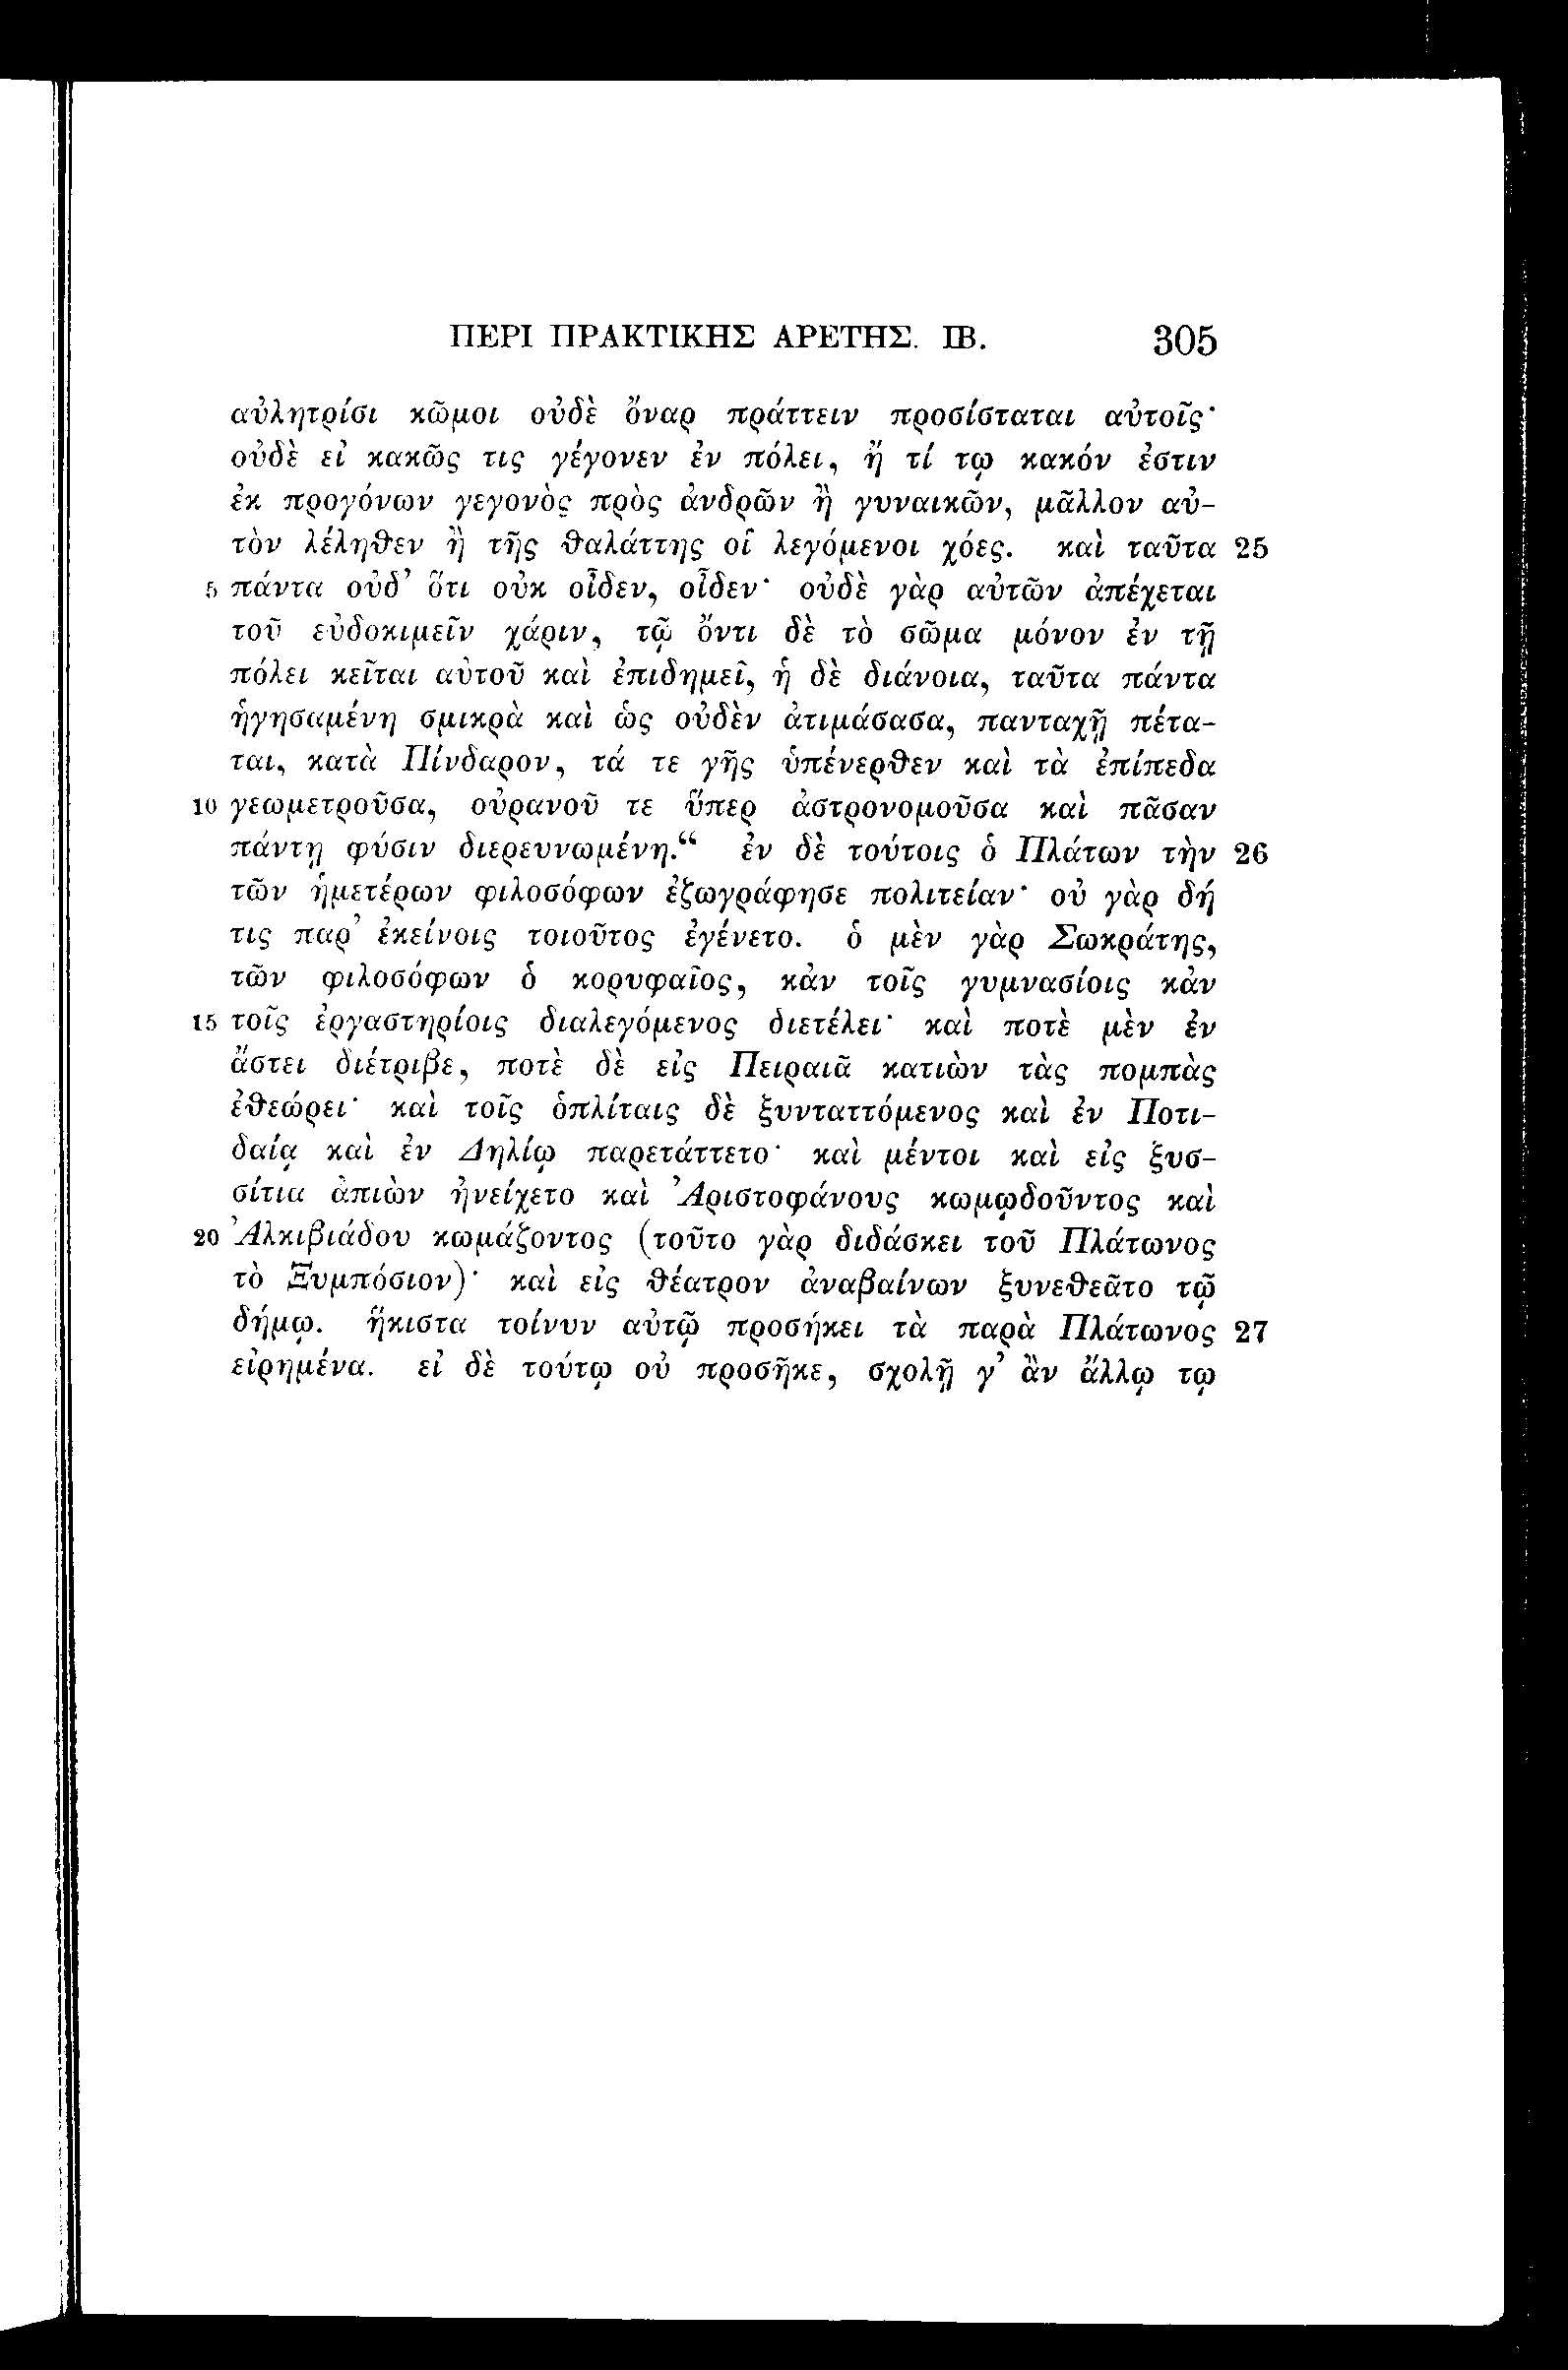 ΠΕΡΙ ΠΡΑΚΤΙΚΗΣ ΑΡΕΤΗΣ. ΙΒ. 305
αὐλητρίσι κῶμοι οὐδὲ ὄναρ πράττειν προσίσταται αὐτοῖς·
οὐδὲ εἰ κακῶς τις γέγονεν ἐν πόλει, ἤ τί τῳ κακόν ἐστιν
ἐκ προγόνων γεγονὸς πρὸς ἀνδρῶν ἢ γυναικῶν, μᾶλλον αὐ-
τὸν λέληθεν ἢ τῆς θαλάττης οἱ λεγόμενοι χόες. καὶ ταῦτα 25
5 πάντα οὐδ’ ὅτι οὐκ οἶδεν, οἶδεν· οὐδὲ γὰρ αὐτῶν ἀπέχεται
τοῦ εὐδοκιμεῖν χάριν, τῷ ὄντι δὲ τὸ σῶμα μόνον ἐν τῇ
πόλει κεῖται αὐτοῦ καὶ ἐπιδημεῖ, ἡ δὲ διάνοια, ταῦτα πάντα
ἡγησαμένη σμικρὰ καὶ ὡς οὐδὲν ἀτιμάσασα, πανταχῇ πέτα-
ται, κατὰ Πίνδαρον, τά τε γῆς ὑπένερθεν καὶ τὰ ἐπίπεδα
10 γεωμετροῦσα, οὐρανοῦ τε ὕπερ ἀστρονομοῦσα καὶ πᾶσαν
πάντῃ φύσιν διερευνωμένη.“ ἐν δὲ τούτοις ὁ Πλάτων τὴν 26
τῶν ἡμετέρων φιλοσόφων ἐζωγράφησε πολιτείαν· οὐ γὰρ δή
τις παρ’ ἐκείνοις τοιοῦτος ἐγένετο. ὁ μὲν γὰρ Σωκράτης,
τῶν φιλοσόφων ὁ κορυφαῖος, κἀν τοῖς γυμνασίοις κἀν
15 τοῖς ἐργαστηρίοις διαλεγόμενος διετέλει· καὶ ποτὲ μὲν ἐν
ἄστει διέτριβε, ποτὲ δὲ εἰς Πειραιᾶ κατιὼν τὰς πομπὰς
ἐθεώρει· καὶ τοῖς ὁπλίταις δὲ ξυνταττόμενος καὶ ἐν Ποτι-
δαίᾳ καὶ ἐν Δηλίῳ παρετάττετο· καὶ μέντοι καὶ εἰς ξυσ-
σίτια ἀπιὼν ἠνείχετο καὶ Ἀριστοφάνους κωμῳδοῦντος καὶ
20 Ἀλκιβιάδου κωμάζοντος (τοῦτο γὰρ διδάσκει τοῦ Πλάτωνος
τὸ Ξυμπόσιον)· καὶ εἰς θέατρον ἀναβαίνων ξυνεθεᾶτο τῷ
δήμῳ. ἥκιστα τοίνυν αὐτῷ προσήκει τὰ παρὰ Πλάτωνος 27
εἰρημένα. εἰ δὲ τούτῳ οὐ προσῆκε, σχολῇ γ’ ἂν ἄλλῳ τῳ